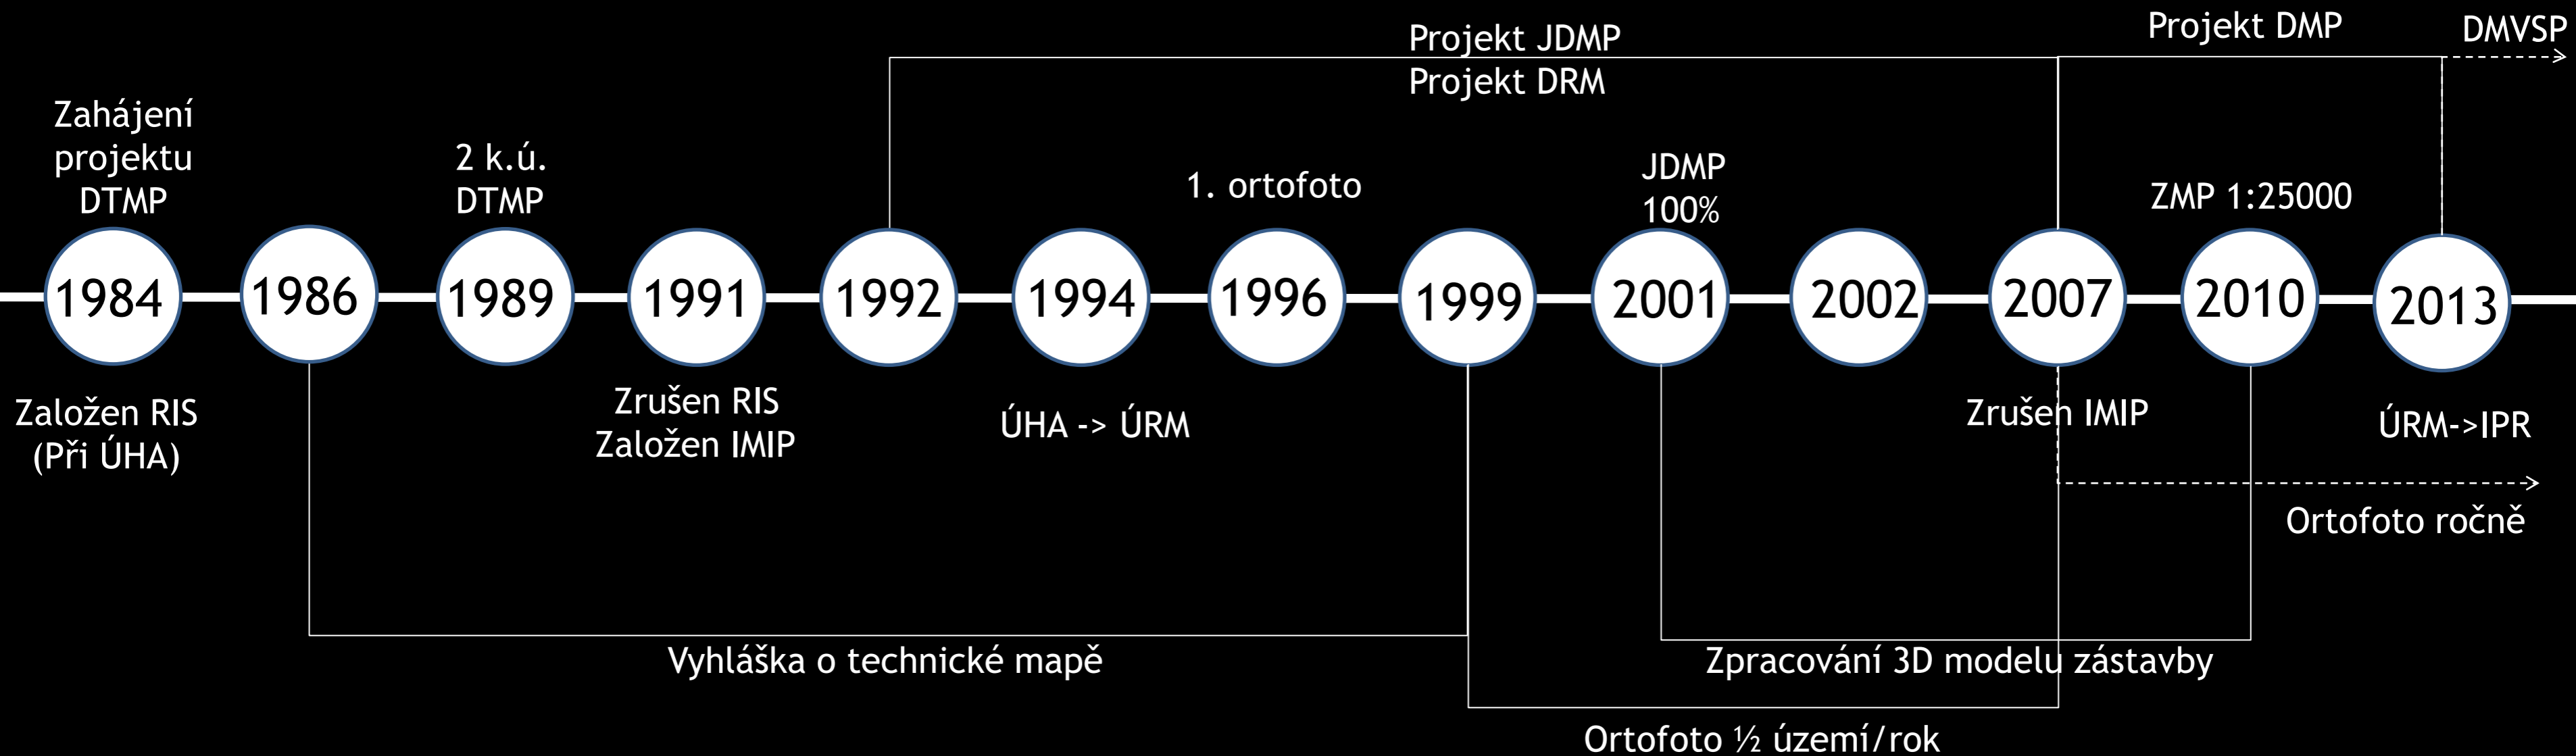 Projekt JDMP
Projekt DRM
Projekt DMP
DMVSP
Zahájení
projektu
DTMP
2 k.ú.
DTMP
1. ortofoto
JDMP
100%
ZMP 1:25000
1984
1986
1989
1991
1992
1994
1996
1999
2001
2002
2007
2010
2013
Založen RIS
(Při ÚHA)
Zrušen RIS
Založen IMIP
ÚHA -> ÚRM
Zrušen IMIP
ÚRM->IPR
Ortofoto ročně
Vyhláška o technické mapě
Zpracování 3D modelu zástavby
Ortofoto ½ území/rok